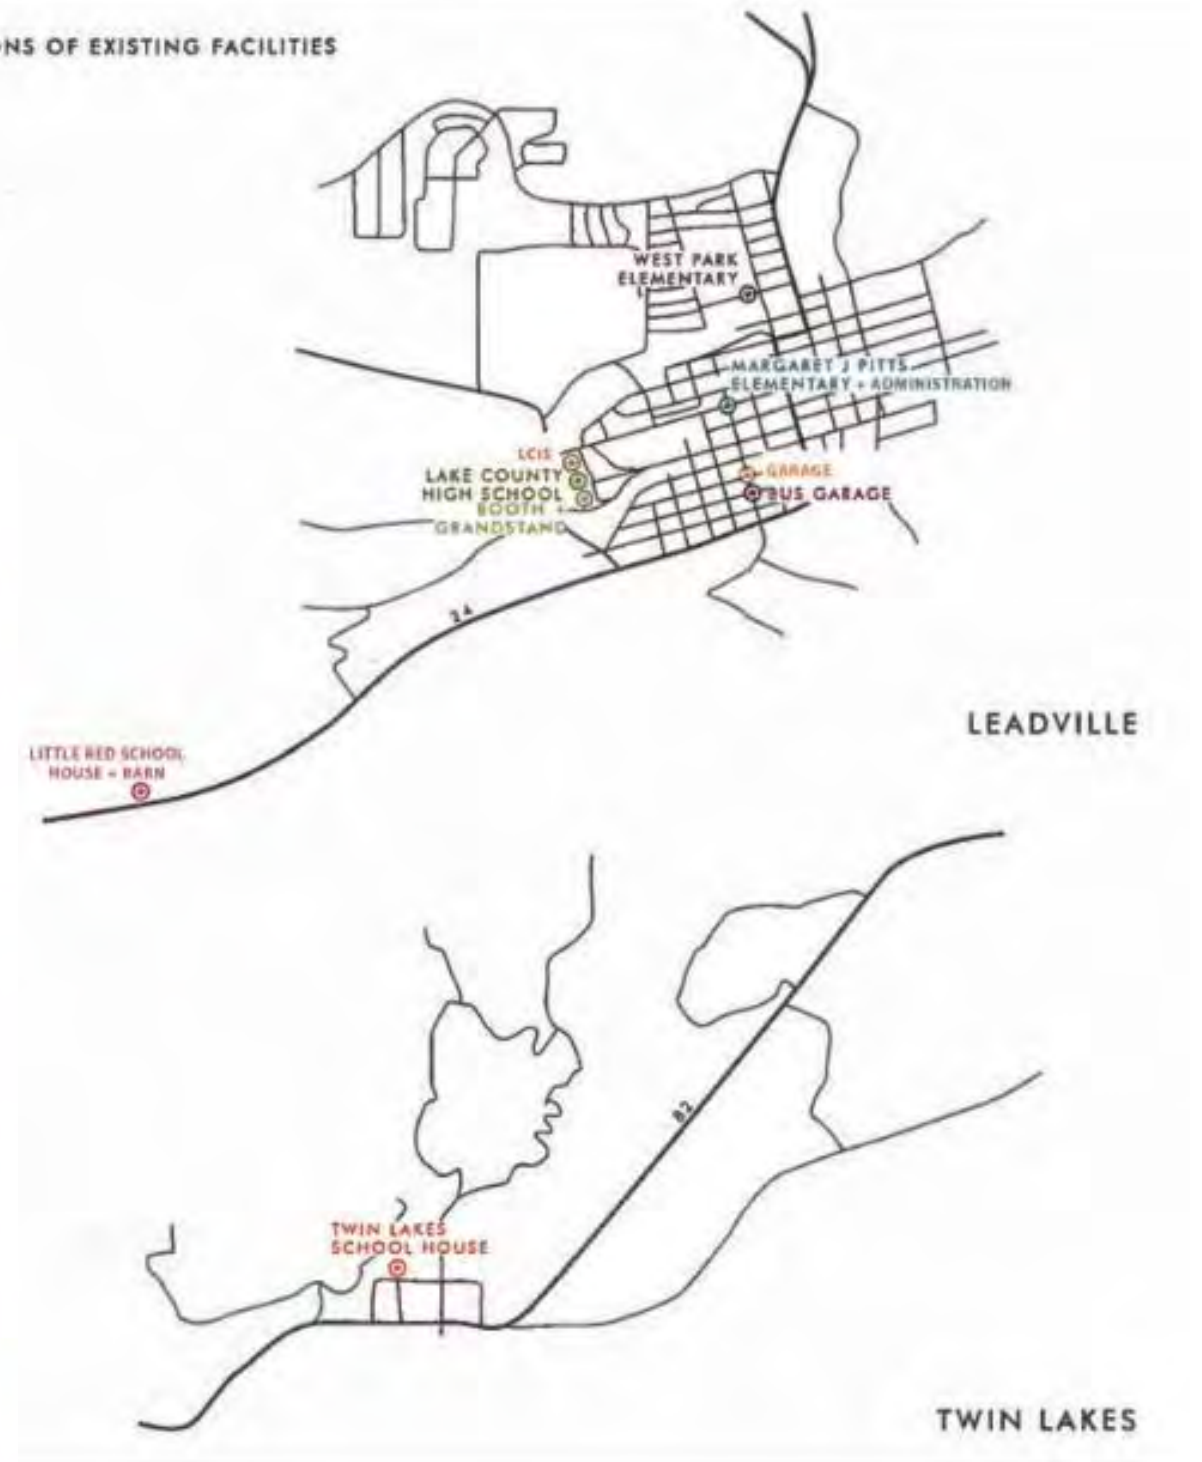 NS OF EXISTING FACILITIES
WEST PARK
ELEMENTARY
MARGARET J PITTS
ELEMENTARY + ADMINISTRATION
LCIS
LAKE COUNTY
HIGH SCHOOL
BOOTH +
GRANDSTAND
GARAGE
BUS GARAGE
24
LEADVILLE
LITTLE RED SCHOOL
HOUSE + BARN
82
TWIN LAKES
SCHOOL HOUSE
TWIN LAKES